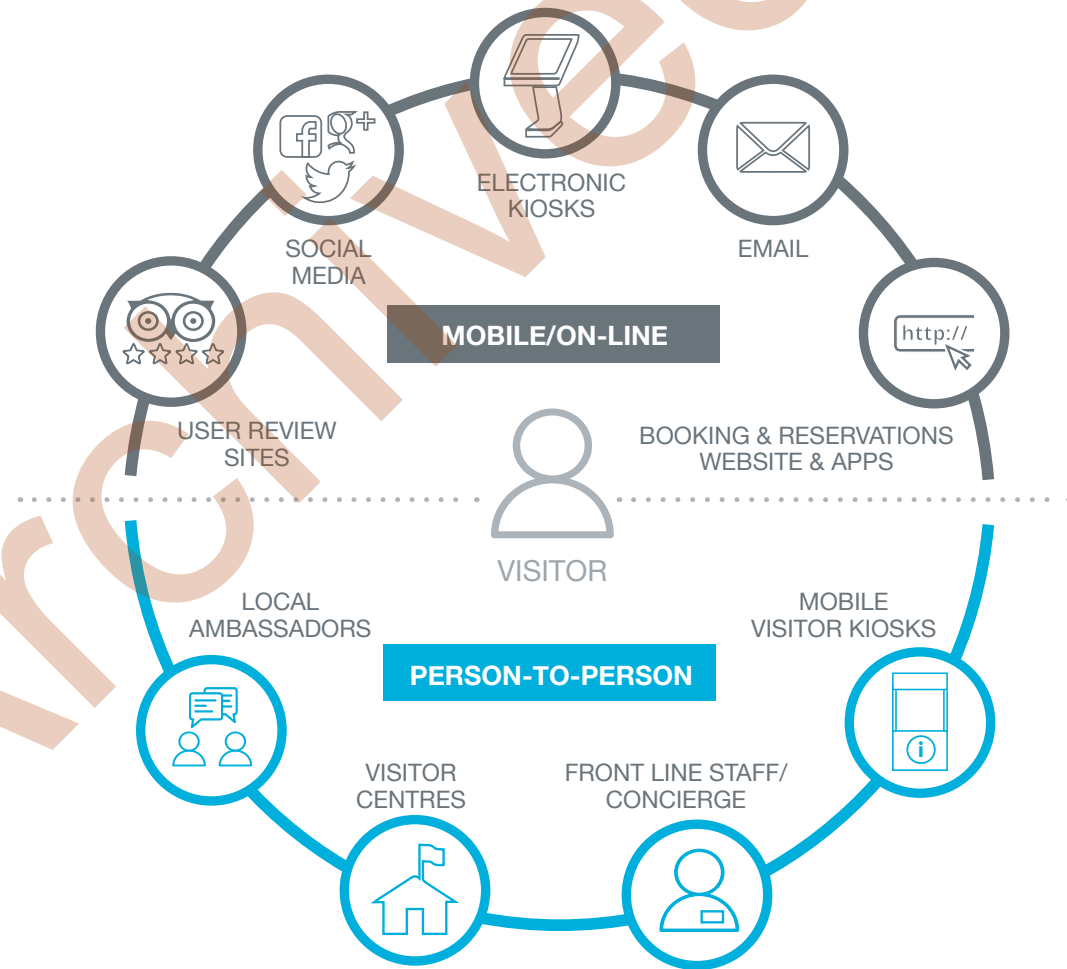 ELECTRONIC
KIOSKS
SOCIAL
MEDIA
EMAIL
MOBILE/ON-LINE
http://
USER REVIEW
SITES
BOOKING & RESERVATIONS
WEBSITE & APPS
VISITOR
LOCAL
AMBASSADORS
MOBILE
VISITOR KIOSKS
PERSON-TO-PERSON
VISITOR
CENTRES
FRONT LINE STAFF/
CONCIERGE
rchive